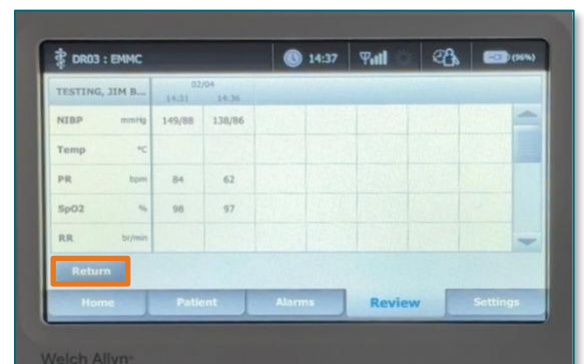 DR03 : EMMC 14:37 (96%)
TESTING, JIM B... 02/04
14:31 14:36
NIBP mmHg 149/88 138/86
Temp °C
PR bpm 84 62
SpO2 % 98 97
RR br/min
Return
Home Patient Alarms Review Settings
Welch Allyn